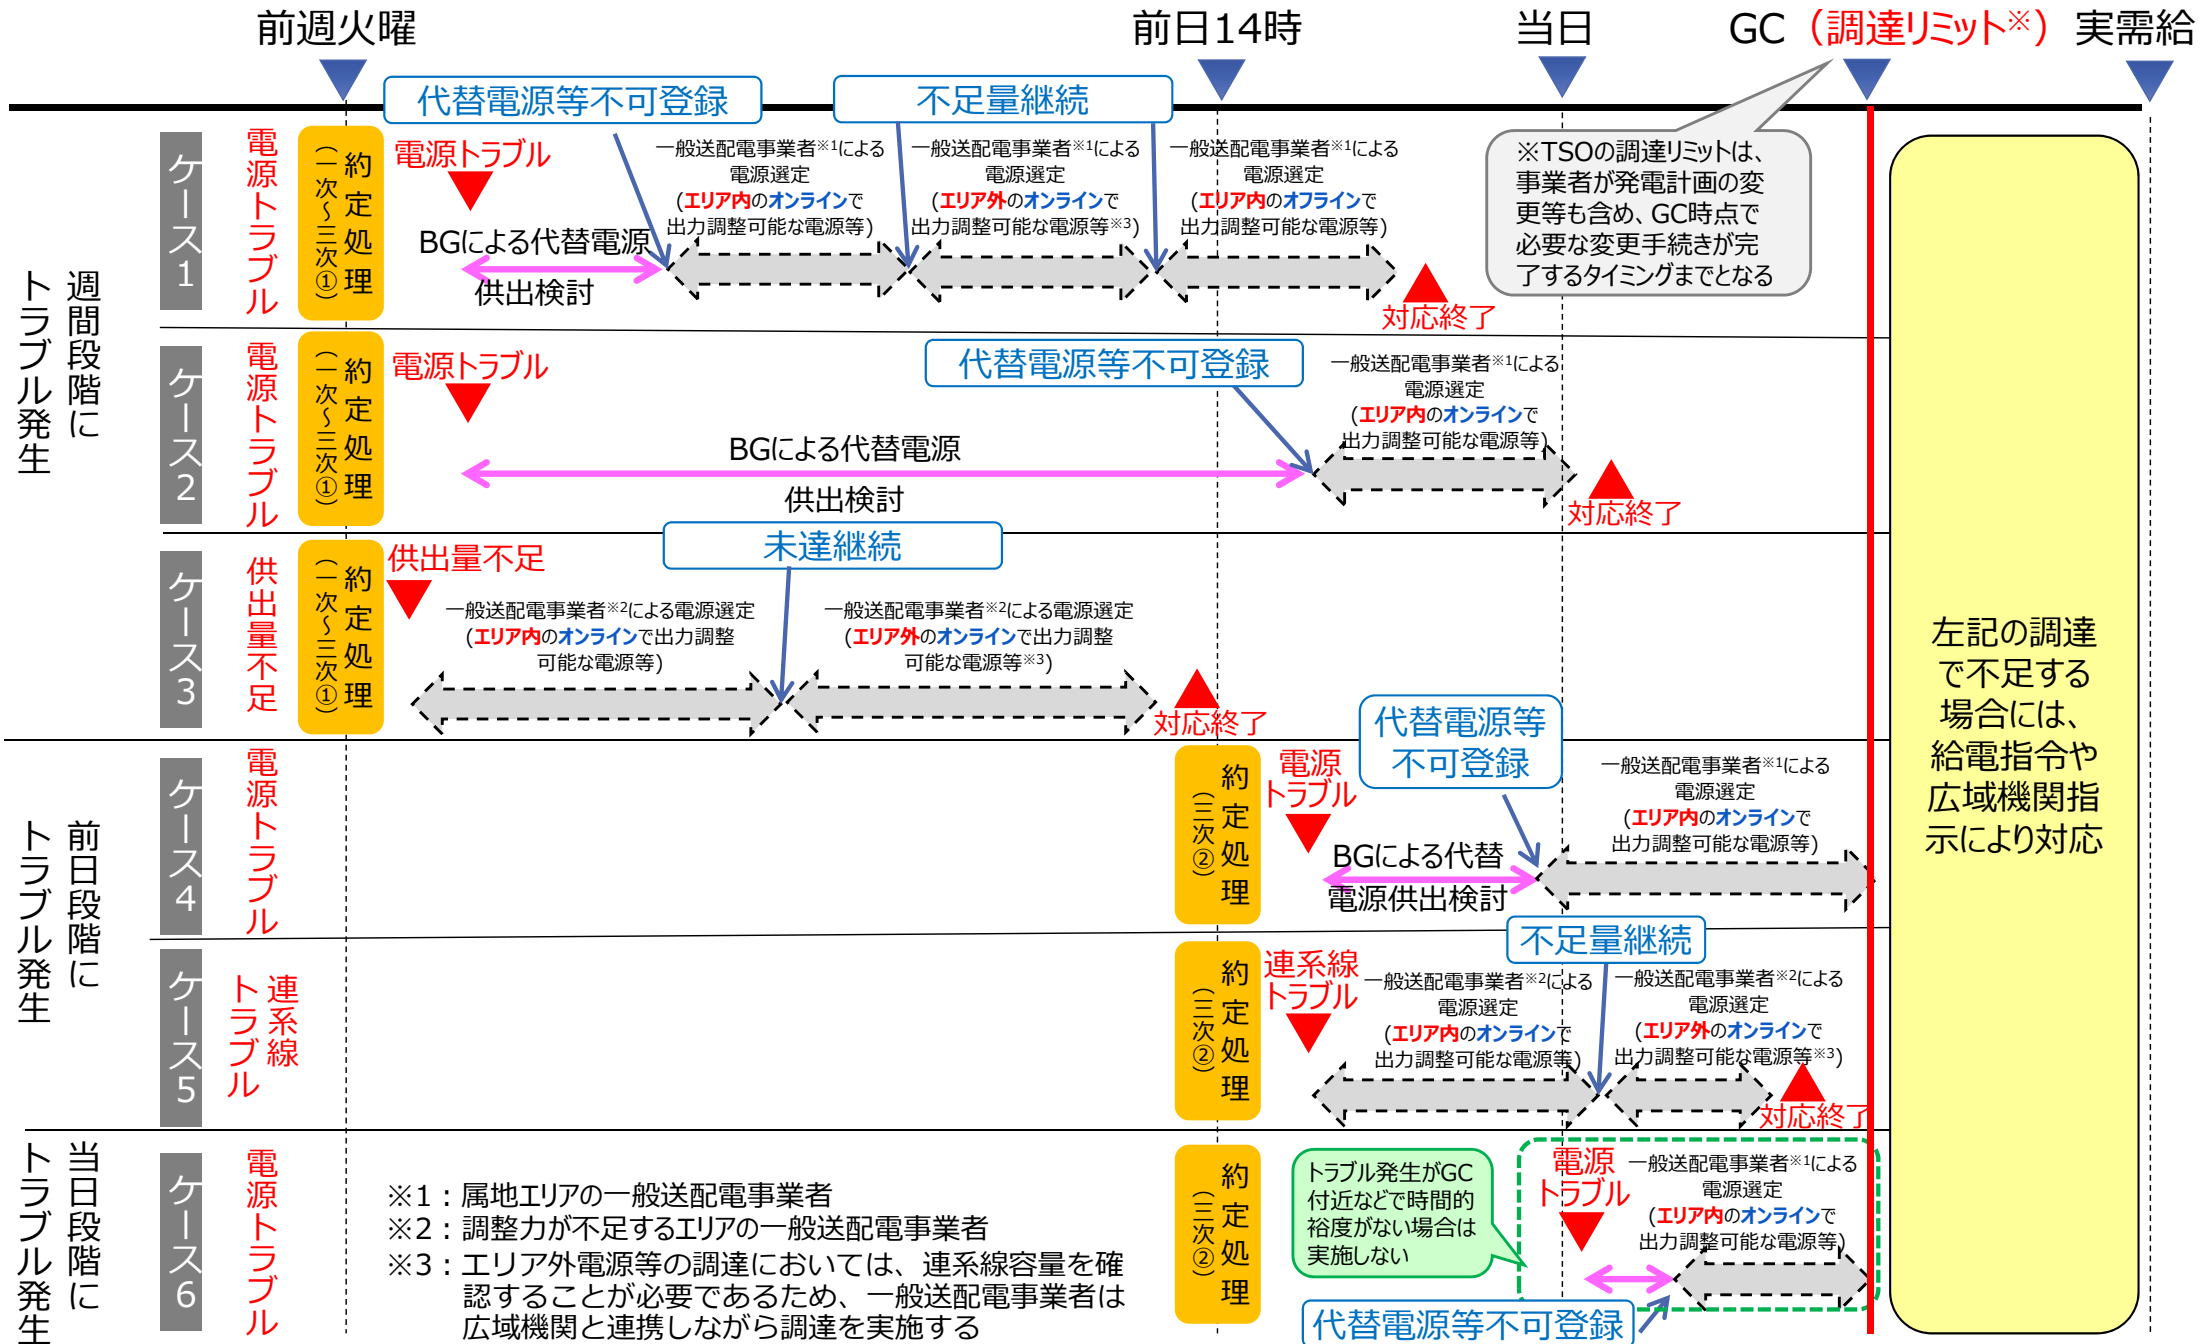 前週火曜
前日14時
当日
GC（調達リミット※）
実需給
週間段階に
トラブル発生
ケース1
電源トラブル
約定処理
（一次～三次①）
電源トラブル
代替電源等不可登録
不足量継続
BGによる代替電源
供出検討
一般送配電事業者※1による
電源選定
(エリア内のオンラインで
出力調整可能な電源等)
一般送配電事業者※1による
電源選定
(エリア外のオンラインで
出力調整可能な電源等※3)
一般送配電事業者※1による
電源選定
(エリア内のオフラインで
出力調整可能な電源等)
対応終了
※TSOの調達リミットは、
事業者が発電計画の変
更等も含め、GC時点で
必要な変更手続きが完
了するタイミングまでとなる
ケース2
電源トラブル
約定処理
（一次～三次①）
電源トラブル
BGによる代替電源
供出検討
代替電源等不可登録
一般送配電事業者※1による
電源選定
(エリア内のオンラインで
出力調整可能な電源等)
対応終了
ケース3
供出量不足
約定処理
（一次～三次①）
供出量不足
未達継続
一般送配電事業者※2による電源選定
(エリア内のオンラインで出力調整
可能な電源等)
一般送配電事業者※2による電源選定
(エリア外のオンラインで出力調整
可能な電源等※3)
対応終了
前日段階に
トラブル発生
ケース4
電源トラブル
約定処理
（三次②）
電源
トラブル
代替電源等
不可登録
BGによる代替
電源供出検討
一般送配電事業者※1による
電源選定
(エリア内のオンラインで
出力調整可能な電源等)
ケース5
連系線
トラブル
約定処理
（三次②）
連系線
トラブル
不足量継続
一般送配電事業者※2による
電源選定
(エリア内のオンラインで
出力調整可能な電源等)
一般送配電事業者※2による
電源選定
(エリア外のオンラインで
出力調整可能な電源等※3)
対応終了
当日段階に
トラブル発生
ケース6
電源トラブル
約定処理
（三次②）
トラブル発生がGC
付近などで時間的
裕度がない場合は
実施しない
電源
トラブル
一般送配電事業者※1による
電源選定
(エリア内のオンラインで
出力調整可能な電源等)
代替電源等不可登録
左記の調達
で不足する
場合には、
給電指令や
広域機関指
示により対応
※1：属地エリアの一般送配電事業者
※2：調整力が不足するエリアの一般送配電事業者
※3：エリア外電源等の調達においては、連系線容量を確
認することが必要であるため、一般送配電事業者は
広域機関と連携しながら調達を実施する